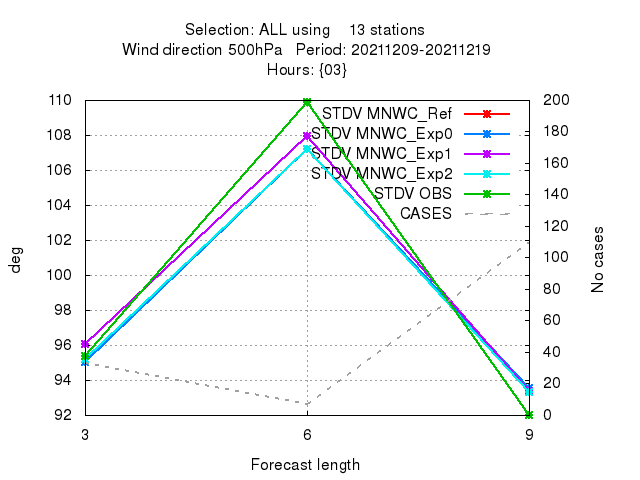 Selection: ALL using    13 stations
Wind direction 500hPa   Period: 20211209-20211219
Hours: {03}
110
108
106
104
102
100
98
96
94
92
deg
200
180
160
140
120
100
80
60
40
20
0
No cases
STDV MNWC_Ref
STDV MNWC_Exp0
STDV MNWC_Exp1
STDV MNWC_Exp2
STDV OBS
CASES
3 6 9
Forecast length